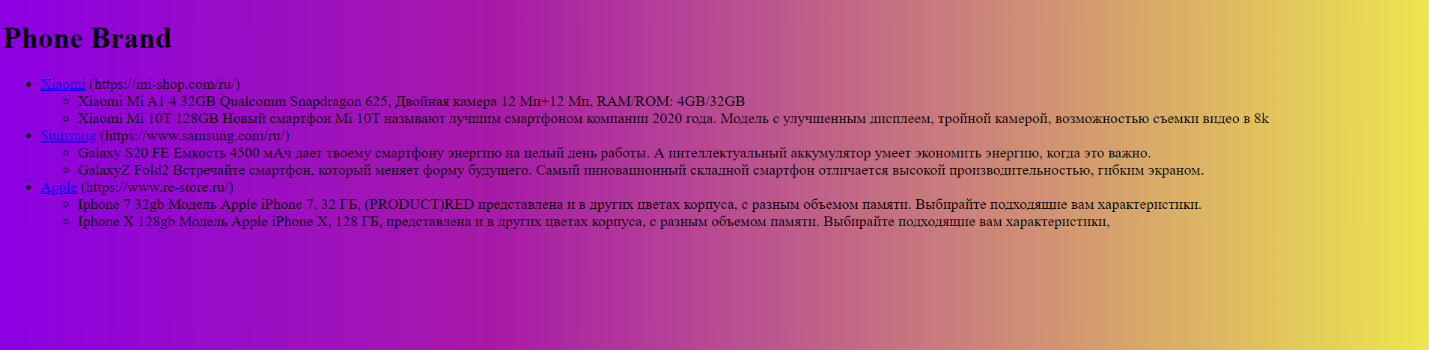 Phone Brand
Xiaomi (https://mi-shop.com/ru/)
Xiaomi Mi A1 4 32GB Qualcomm Snapdragon 625, Двойная камера 12 Мп+12 Мп, RAM/ROM: 4GB/32GB
Xiaomi Mi 10T 128GB Новый смартфон Mi 10T называют лучшим смартфоном компании 2020 года. Модель с улучшенным дисплеем, тройной камерой, возможностью съемки видео в 8k
Sumsung (https://www.samsung.com/ru/)
Galaxy S20 FE Емкость 4500 мАч дает твоему смартфону энергию на целый день работы. А интеллектуальный аккумулятор умеет экономить энергию, когда это важно.
GalaxyZ Fold2 Встречайте смартфон, который меняет форму будущего. Самый инновационный складной смартфон отличается высокой производительностью, гибким экраном.
Apple (https://www.re-store.ru/)
Iphone 7 32gb Модель Apple iPhone 7, 32 ГБ, (PRODUCT)RED представлена и в других цветах корпуса, с разным объемом памяти. Выбирайте подходящие вам характеристики.
Iphone X 128gb Модель Apple iPhone X, 128 ГБ, представлена и в других цветах корпуса, с разным объемом памяти. Выбирайте подходящие вам характеристики,